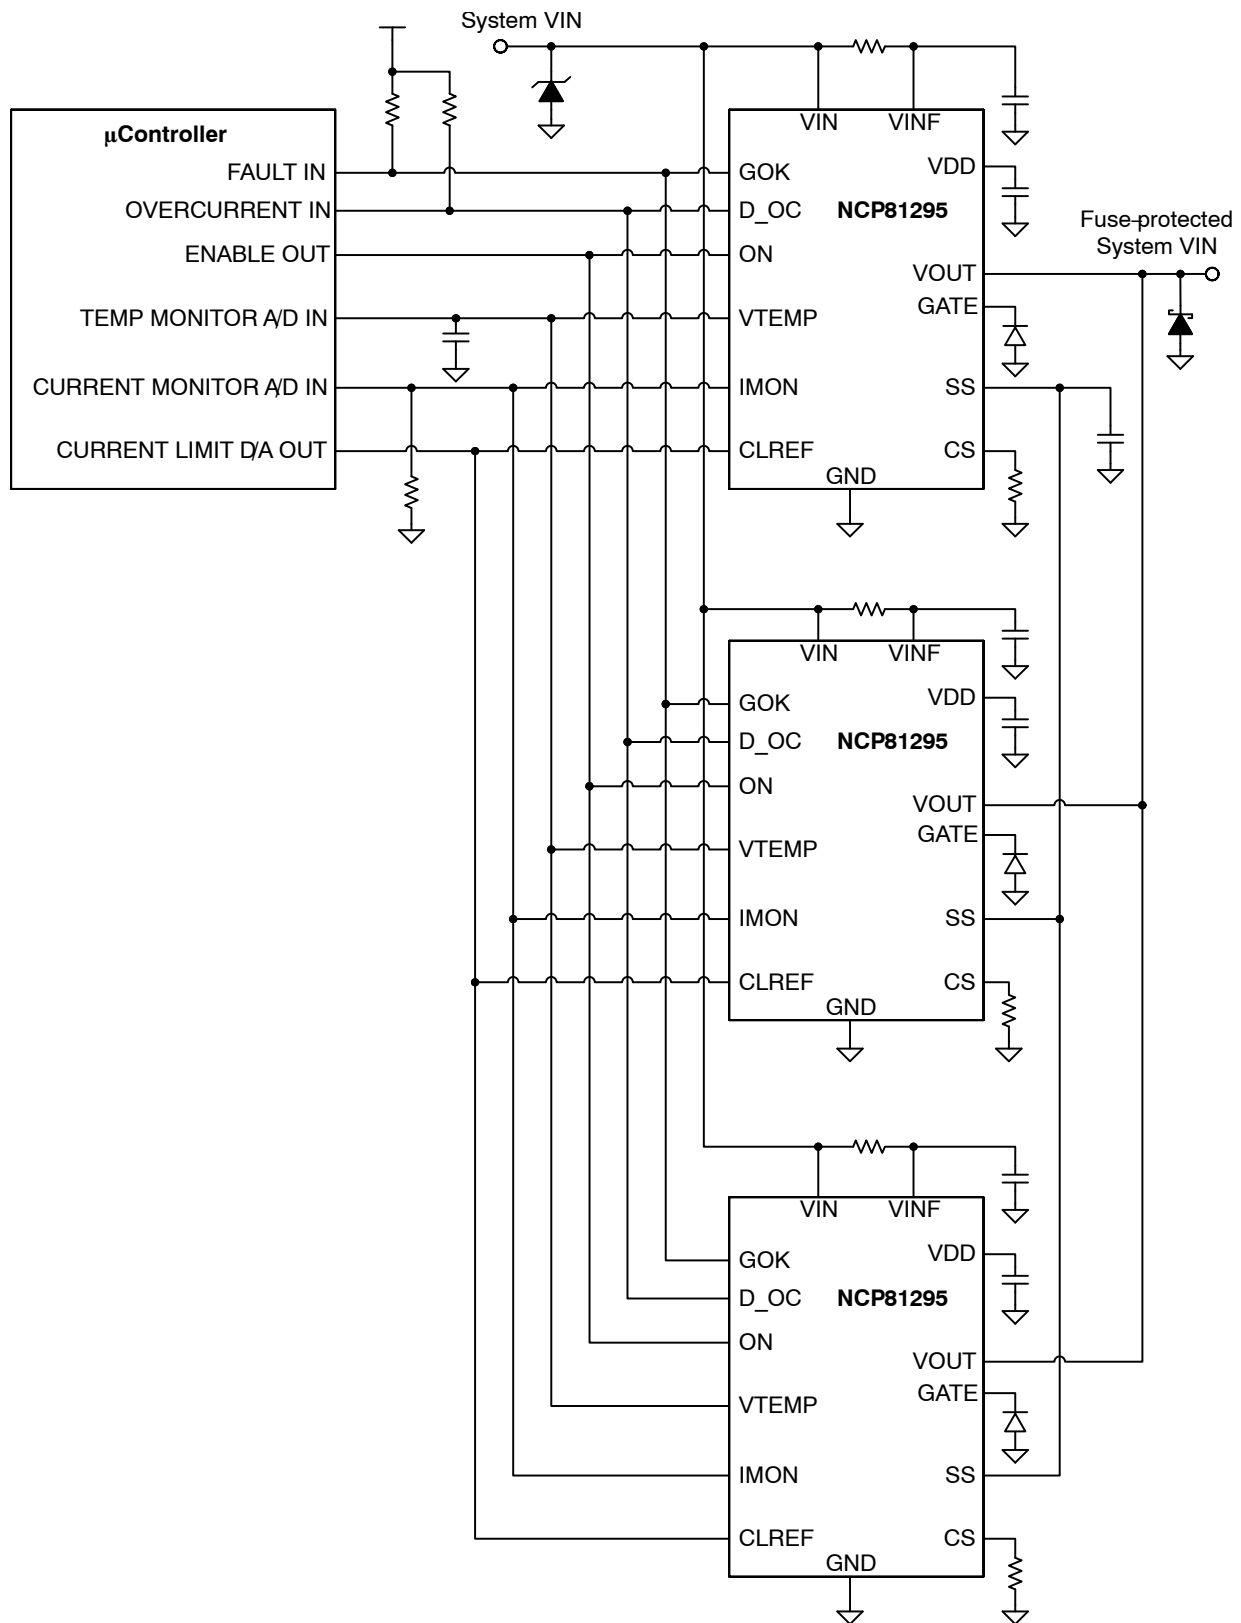 System VIN
μController
FAULT IN
OVERCURRENT IN
ENABLE OUT
TEMP MONITOR A/D IN
CURRENT MONITOR A/D IN
CURRENT LIMIT D/A OUT
VIN
VINF
GOK
VDD
D_OC
NCP81295
ON
VOUT
GATE
VTEMP
IMON
SS
CLREF
CS
GND
Fuse-protected
System VIN
VIN
VINF
GOK
VDD
D_OC
NCP81295
ON
VOUT
GATE
VTEMP
IMON
SS
CLREF
CS
GND
VIN
VINF
GOK
VDD
D_OC
NCP81295
ON
VOUT
GATE
VTEMP
IMON
SS
CLREF
CS
GND